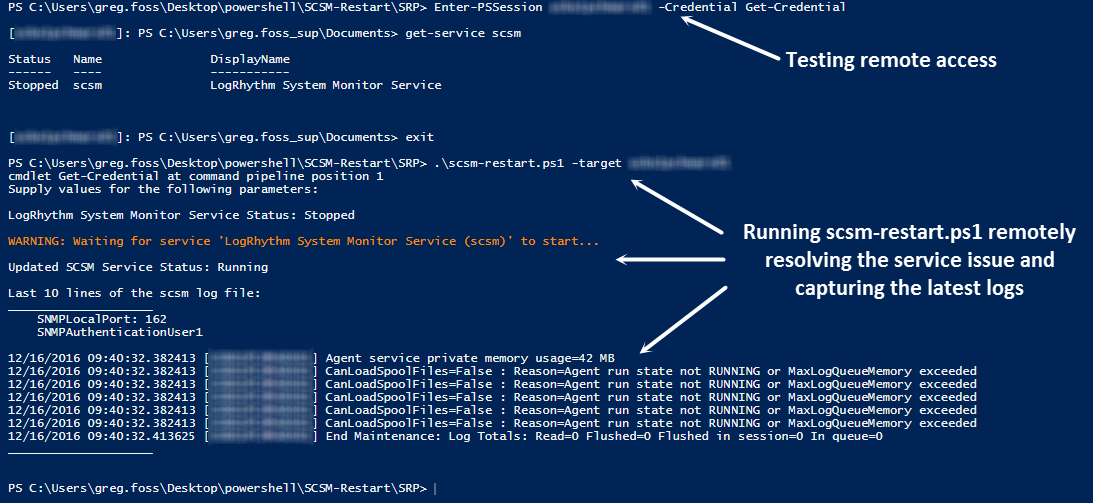 PS C:\Users\greg.foss\Desktop\powershell\SCSM-Restart\SRP> Enter-PSSession -Credential Get-Credential
Testing remote access
[]: PS C:\Users\greg.foss_sup\Documents> get-service scsm
Status Name DisplayName
------ ---- -----------
Stopped scsm LogRhythm System Monitor Service
[]: PS C:\Users\greg.foss_sup\Documents> exit
PS C:\Users\greg.foss\Desktop\powershell\SCSM-Restart\SRP> .\scsm-restart.ps1 -target
cmdlet Get-Credential at command pipeline position 1
Supply values for the following parameters:
LogRhythm System Monitor Service Status: Stopped
WARNING: Waiting for service 'LogRhythm System Monitor Service (scsm)' to start...
Updated SCSM Service Status: Running
Running scsm-restart.ps1 remotely
resolving the service issue and
capturing the latest logs
Last 10 lines of the scsm log file:
____________________
SNMPLocalPort: 162
SNMPAuthenticationUser1
12/16/2016 09:40:32.382413 [] Agent service private memory usage=42 MB
12/16/2016 09:40:32.382413 [] CanLoadSpoolFiles=False : Reason=Agent run state not RUNNING or MaxLogQueueMemory exceeded
12/16/2016 09:40:32.382413 [] CanLoadSpoolFiles=False : Reason=Agent run state not RUNNING or MaxLogQueueMemory exceeded
12/16/2016 09:40:32.382413 [] CanLoadSpoolFiles=False : Reason=Agent run state not RUNNING or MaxLogQueueMemory exceeded
12/16/2016 09:40:32.382413 [] CanLoadSpoolFiles=False : Reason=Agent run state not RUNNING or MaxLogQueueMemory exceeded
12/16/2016 09:40:32.382413 [] CanLoadSpoolFiles=False : Reason=Agent run state not RUNNING or MaxLogQueueMemory exceeded
12/16/2016 09:40:32.413625 [] End Maintenance: Log Totals: Read=0 Flushed=0 Flushed in session=0 In queue=0
____________________
PS C:\Users\greg.foss\Desktop\powershell\SCSM-Restart\SRP>